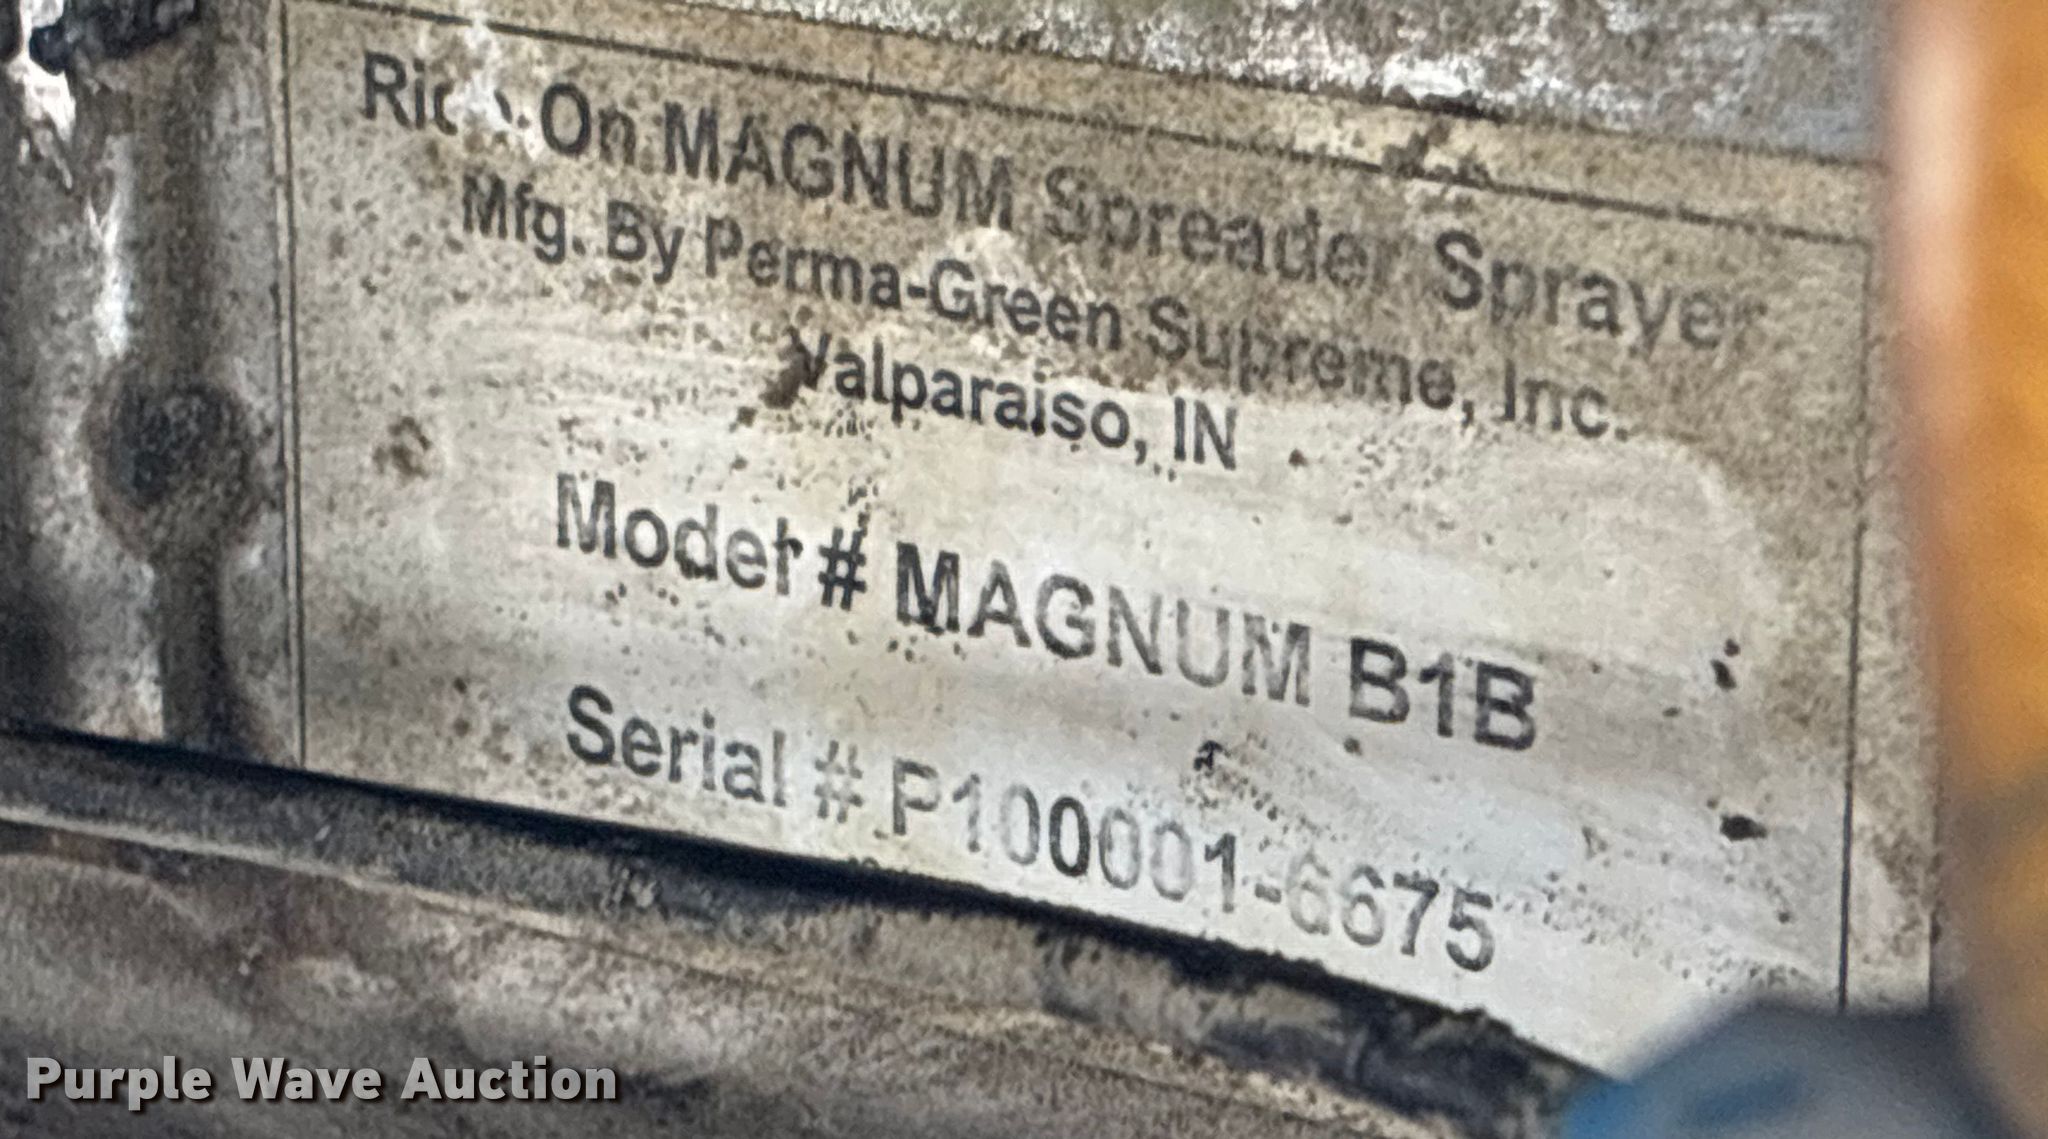 Ride On MAGNUM Spreader Sprayer
Mfg. By Perma-Green Supreme, Inc.
Valparaiso, IN
Model # MAGNUM B1B
Serial # P100001-6675
Purple Wave Auction